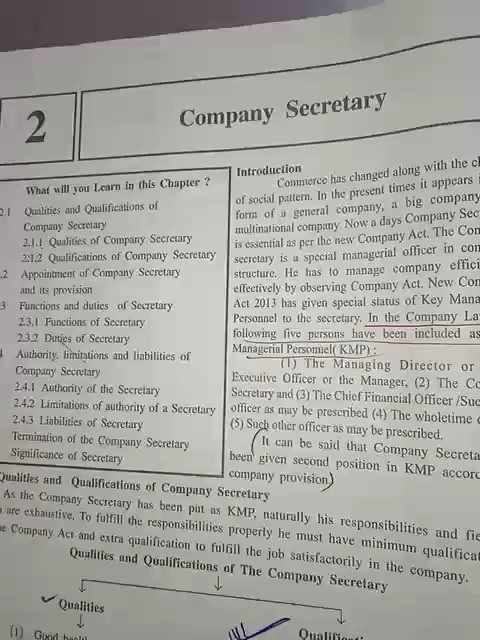 2
Company Secretary
What will you Learn in this Chapter ?
2.1 Qualities and Qualifications of
Company Secretary
2.1.1 Qualities of Company Secretary
2.1.2 Qualifications of Company Secretary
.2 Appointment of Company Secretary
and its provision
3 Functions and duties of Secretary
2.3.1 Functions of Secretary
2.3.2 Duties of Secretary
Authority, limitations and liabilities of
Company Secretary
2.4.1 Authority of the Secretary
2.4.2 Limitations of authority of a Secretary
2.4.3 Liabilities of Secretary
Termination of the Company Secretary
Significance of Secretary
Introduction
Commerce has changed along with the
of social pattern. In the present times it appears
form of a general company, a big company
multinational company. Now a days Company Sec
is essential as per the new Company Act. The Com
secretary is a special managerial officer in com
structure. He has to manage company effici
effectively by observing Company Act. New Com
Act 2013 has given special status of Key Mana
Personnel to the secretary. In the Company La
following five persons have been included as
Managerial Personnel( KMP) :
(1) The Managing Director or
Executive Officer or the Manager, (2) The Co
Secretary and (3) The Chief Financial Officer /Suc
officer as may be prescribed (4) The wholetime
(5) Such other officer as may be prescribed.
(It can be said that Company Secreta
been given second position in KMP accor
company provision)
Qualities and Qualifications of Company Secretary
As the Company Secretary has been put as KMP, naturally his responsibilities and fie
are exhaustive. To fulfill the responsibilities properly he must have minimum qualificat
e Company Act and extra qualification to fulfill the job satisfactorily in the company.
Qualities and Qualifications of The Company Secretary
Qualities
Qualificati
(1) Good